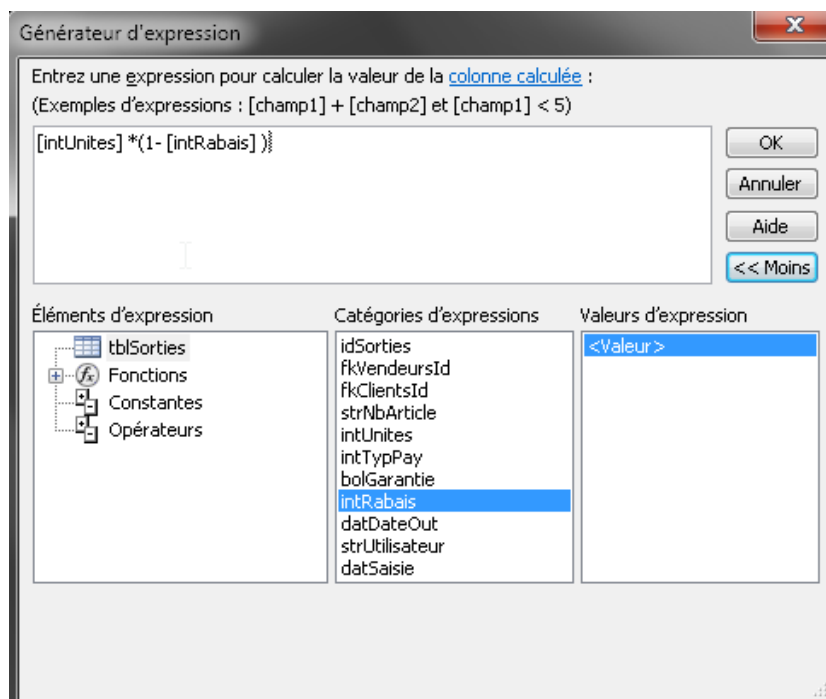 Générateur d'expression
Entrez une expression pour calculer la valeur de la colonne calculée :
(Exemples d'expressions : [champ1] + [champ2] et [champ1] < 5)
[intUnites] *(1- [intRabais] )
OK
Annuler
Aide
<< Moins
Éléments d'expression
tblSorties
Fonctions
Constantes
Opérateurs
Catégories d'expressions
idSorties
fkVendeursId
fkClientsId
strNbArticle
intUnites
intTypPay
bolGarantie
intRabais
datDateOut
strUtilisateur
datSaisie
Valeurs d'expression
<Valeur>